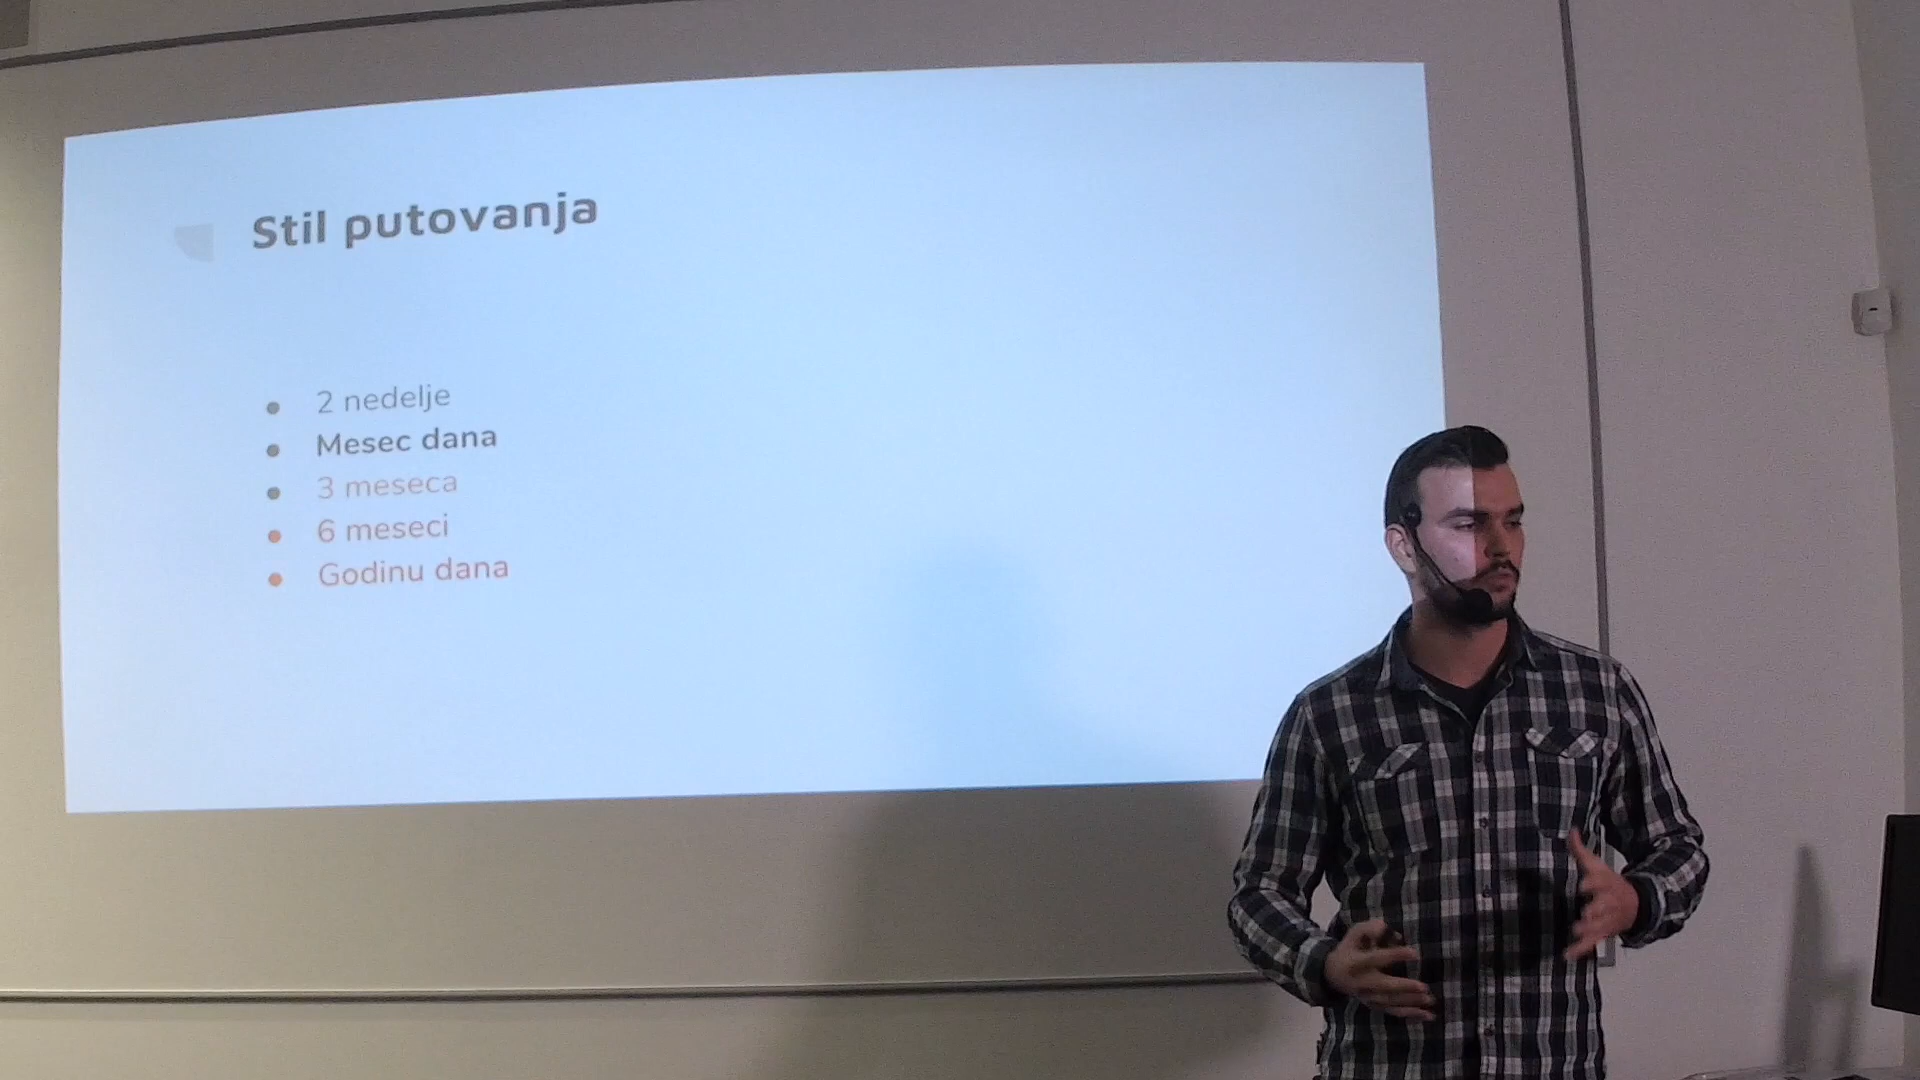 Stil putovanja
2 nedelje
Mesec dana
3 meseca
6 meseci
Godinu dana